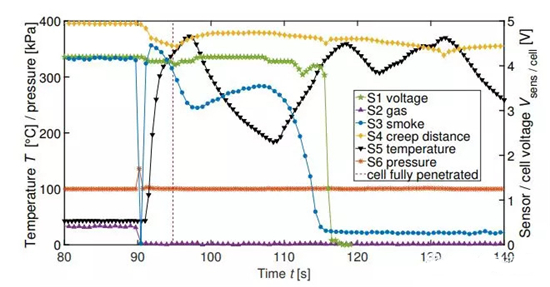 Temperature T [°C] / pressure [kPa]
400
300
200
100
0
S1 voltage
S2 gas
S3 smoke
S4 creep distance
S5 temperature
S6 pressure
cell fully penetrated
5
4
3
2
1
0
Sensor / cell voltage Vsens / cell [V]
80 90 100 110 120 130 140
Time t [s]